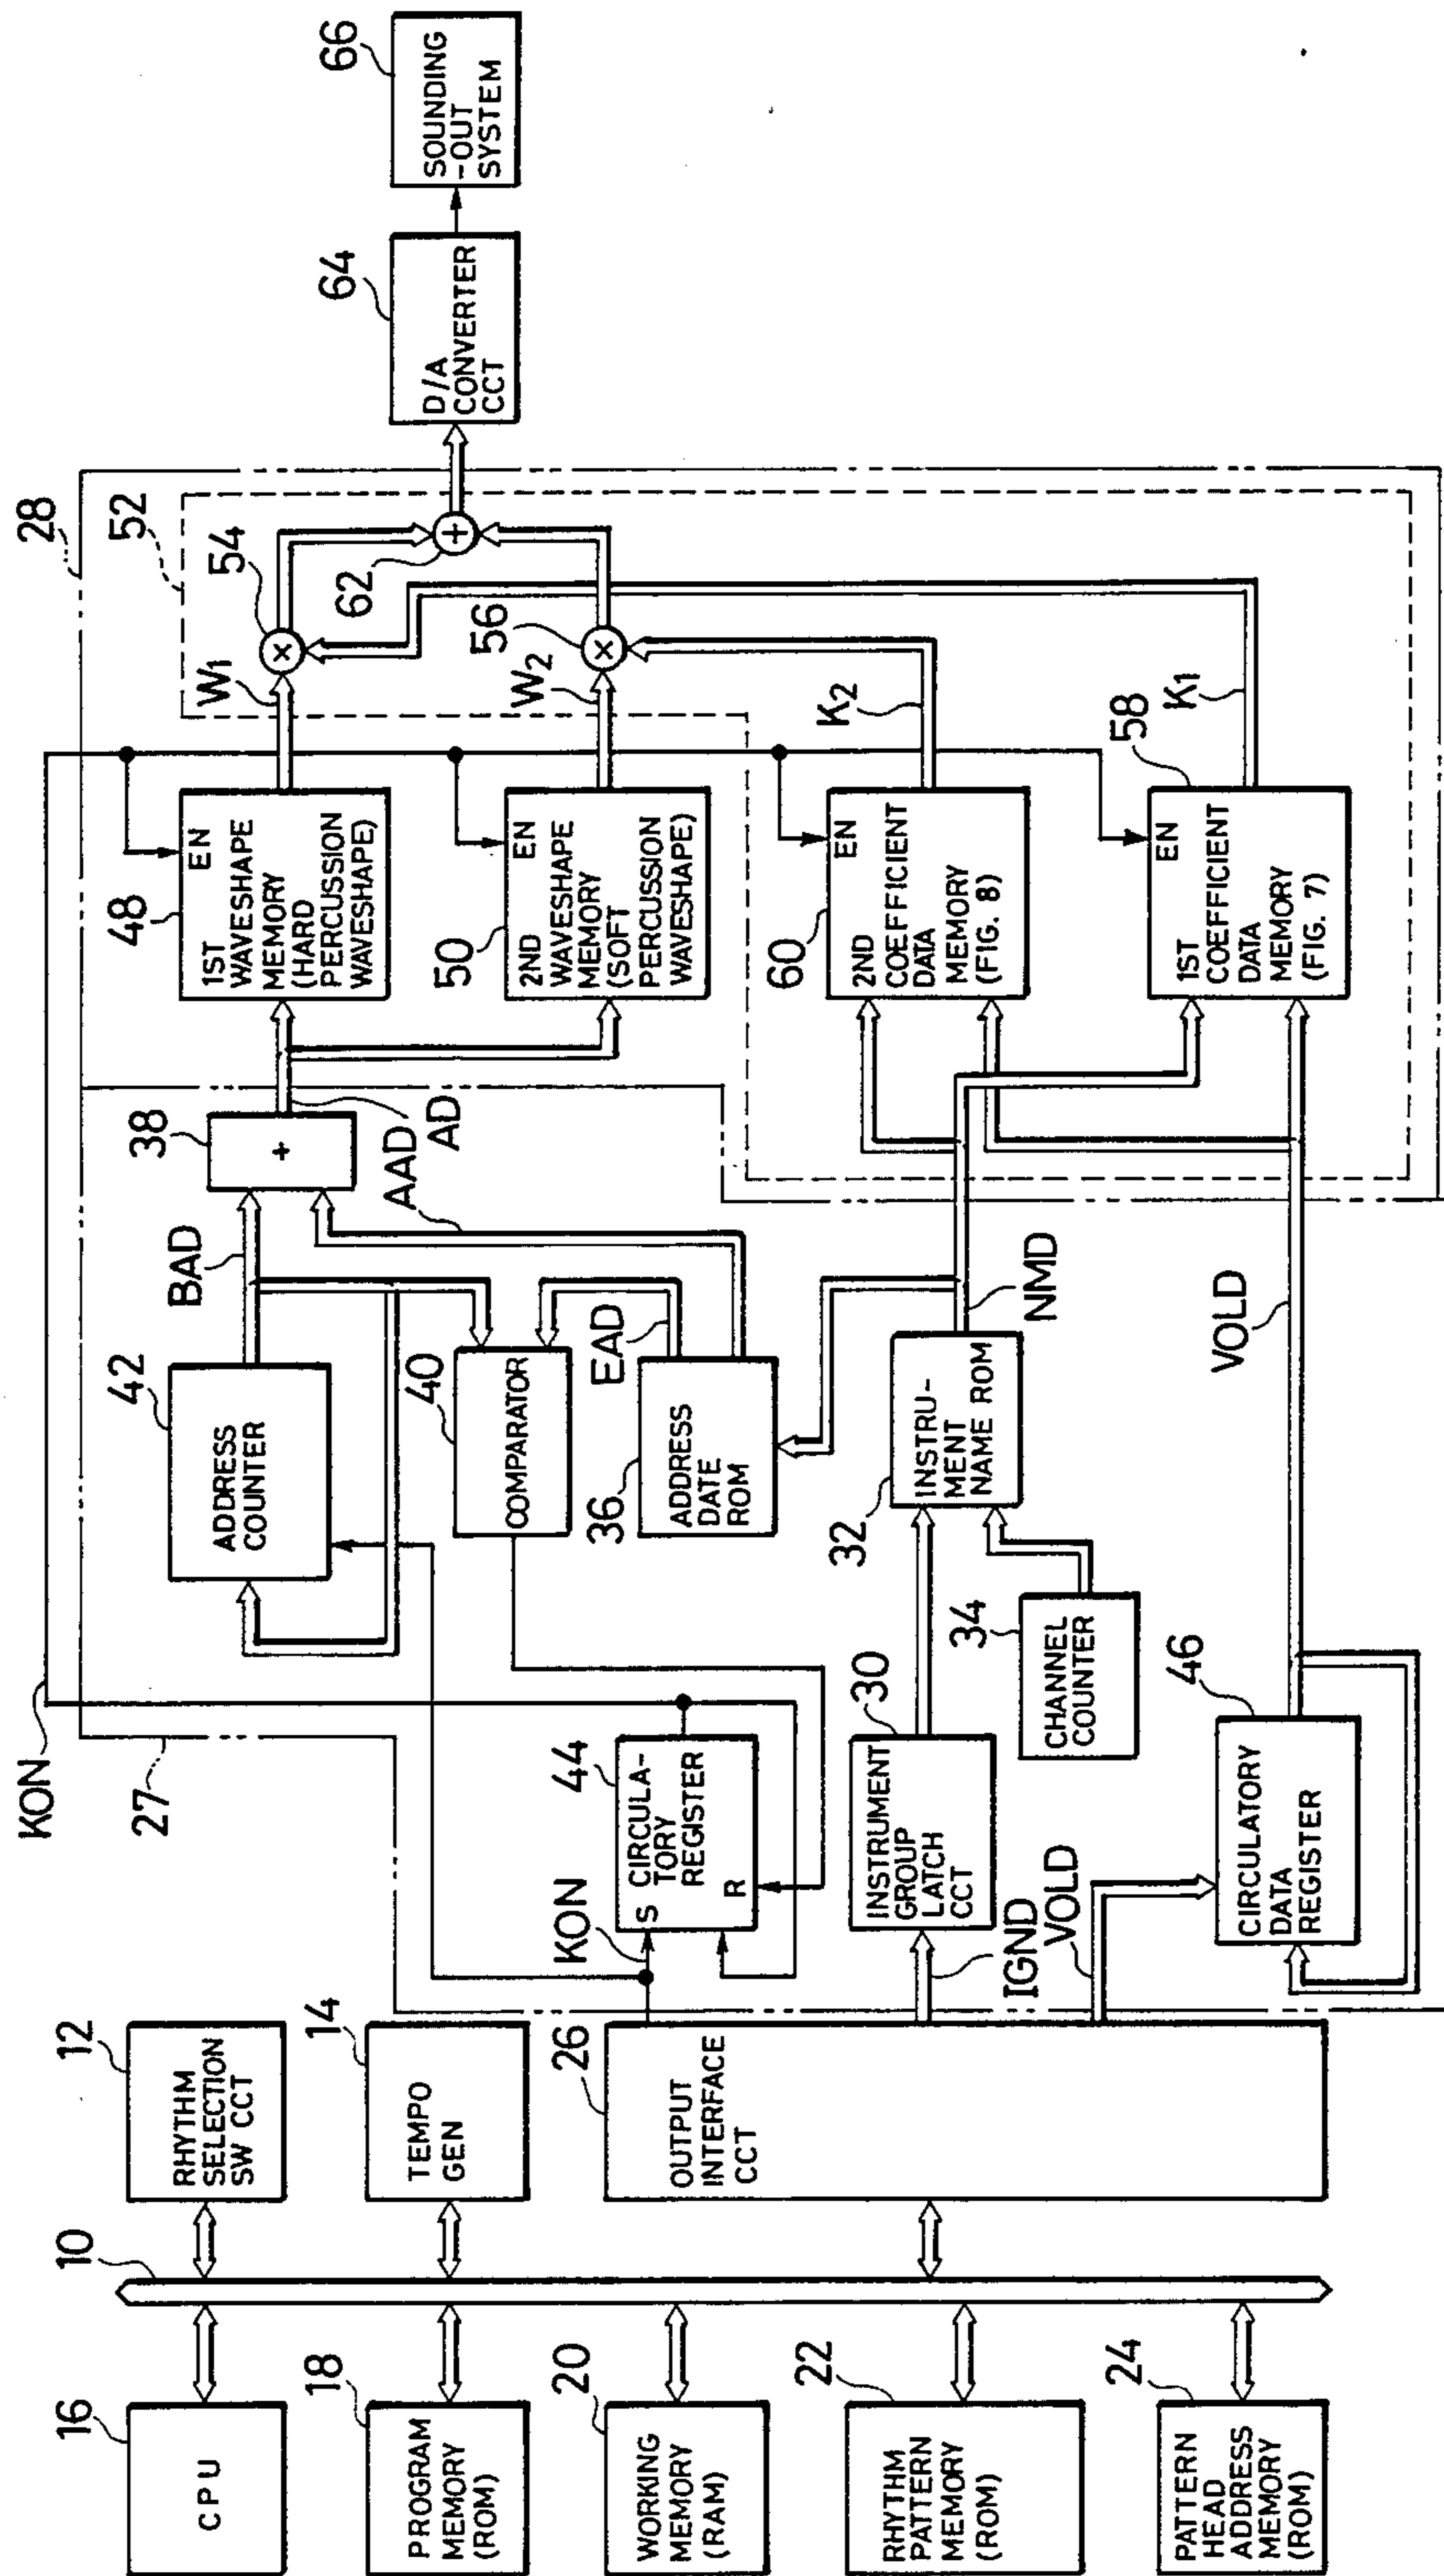 16
CPU
18
PROGRAM
MEMORY
(ROM)
20
WORKING
MEMORY
(RAM)
22
RHYTHM
PATTERN
MEMORY
(ROM)
24
PATTERN
HEAD
ADDRESS
MEMORY
(ROM)
10
12
RHYTHM
SELECTION
SW CCT
14
TEMPO
GEN
26
OUTPUT
INTERFACE
CCT
KON
27
KON
44
S
CIRCULA-
TORY
REGISTER
R
IGND
30
INSTRUMENT
GROUP
LATCH
CCT
VOLD
46
CIRCULATORY
DATA
REGISTER
34
CHANNEL
COUNTER
42
ADDRESS
COUNTER
40
COMPARATOR
36
ADDRESS
DATE
ROM
32
INSTRU-
MENT
NAME ROM
BAD
EAD
AAD
AD
NMD
VOLD
38
+
48
EN
1ST
WAVESHAPE
MEMORY
(HARD
PERCUSSION
WAVESHAPE)
50
EN
2ND
WAVESHAPE
MEMORY
(SOFT
PERCUSSION
WAVESHAPE)
60
EN
2ND
COEFFICIENT
DATA
MEMORY
(FIG. 8)
58
EN
1ST
COEFFICIENT
DATA
MEMORY
(FIG. 7)
W1
W2
K2
K1
28
52
54
×
56
×
62
+
64
D/A
CONVERTER
CCT
66
SOUNDING
-OUT
SYSTEM